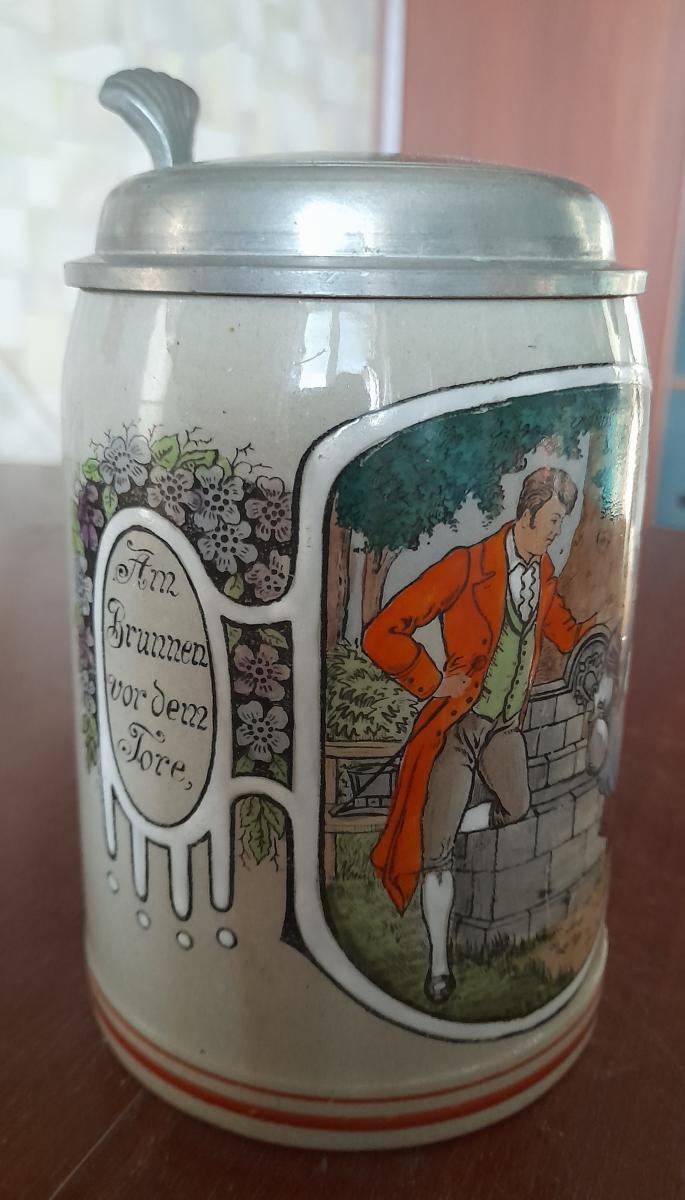 Am
Brunnen
vor dem
Tore,